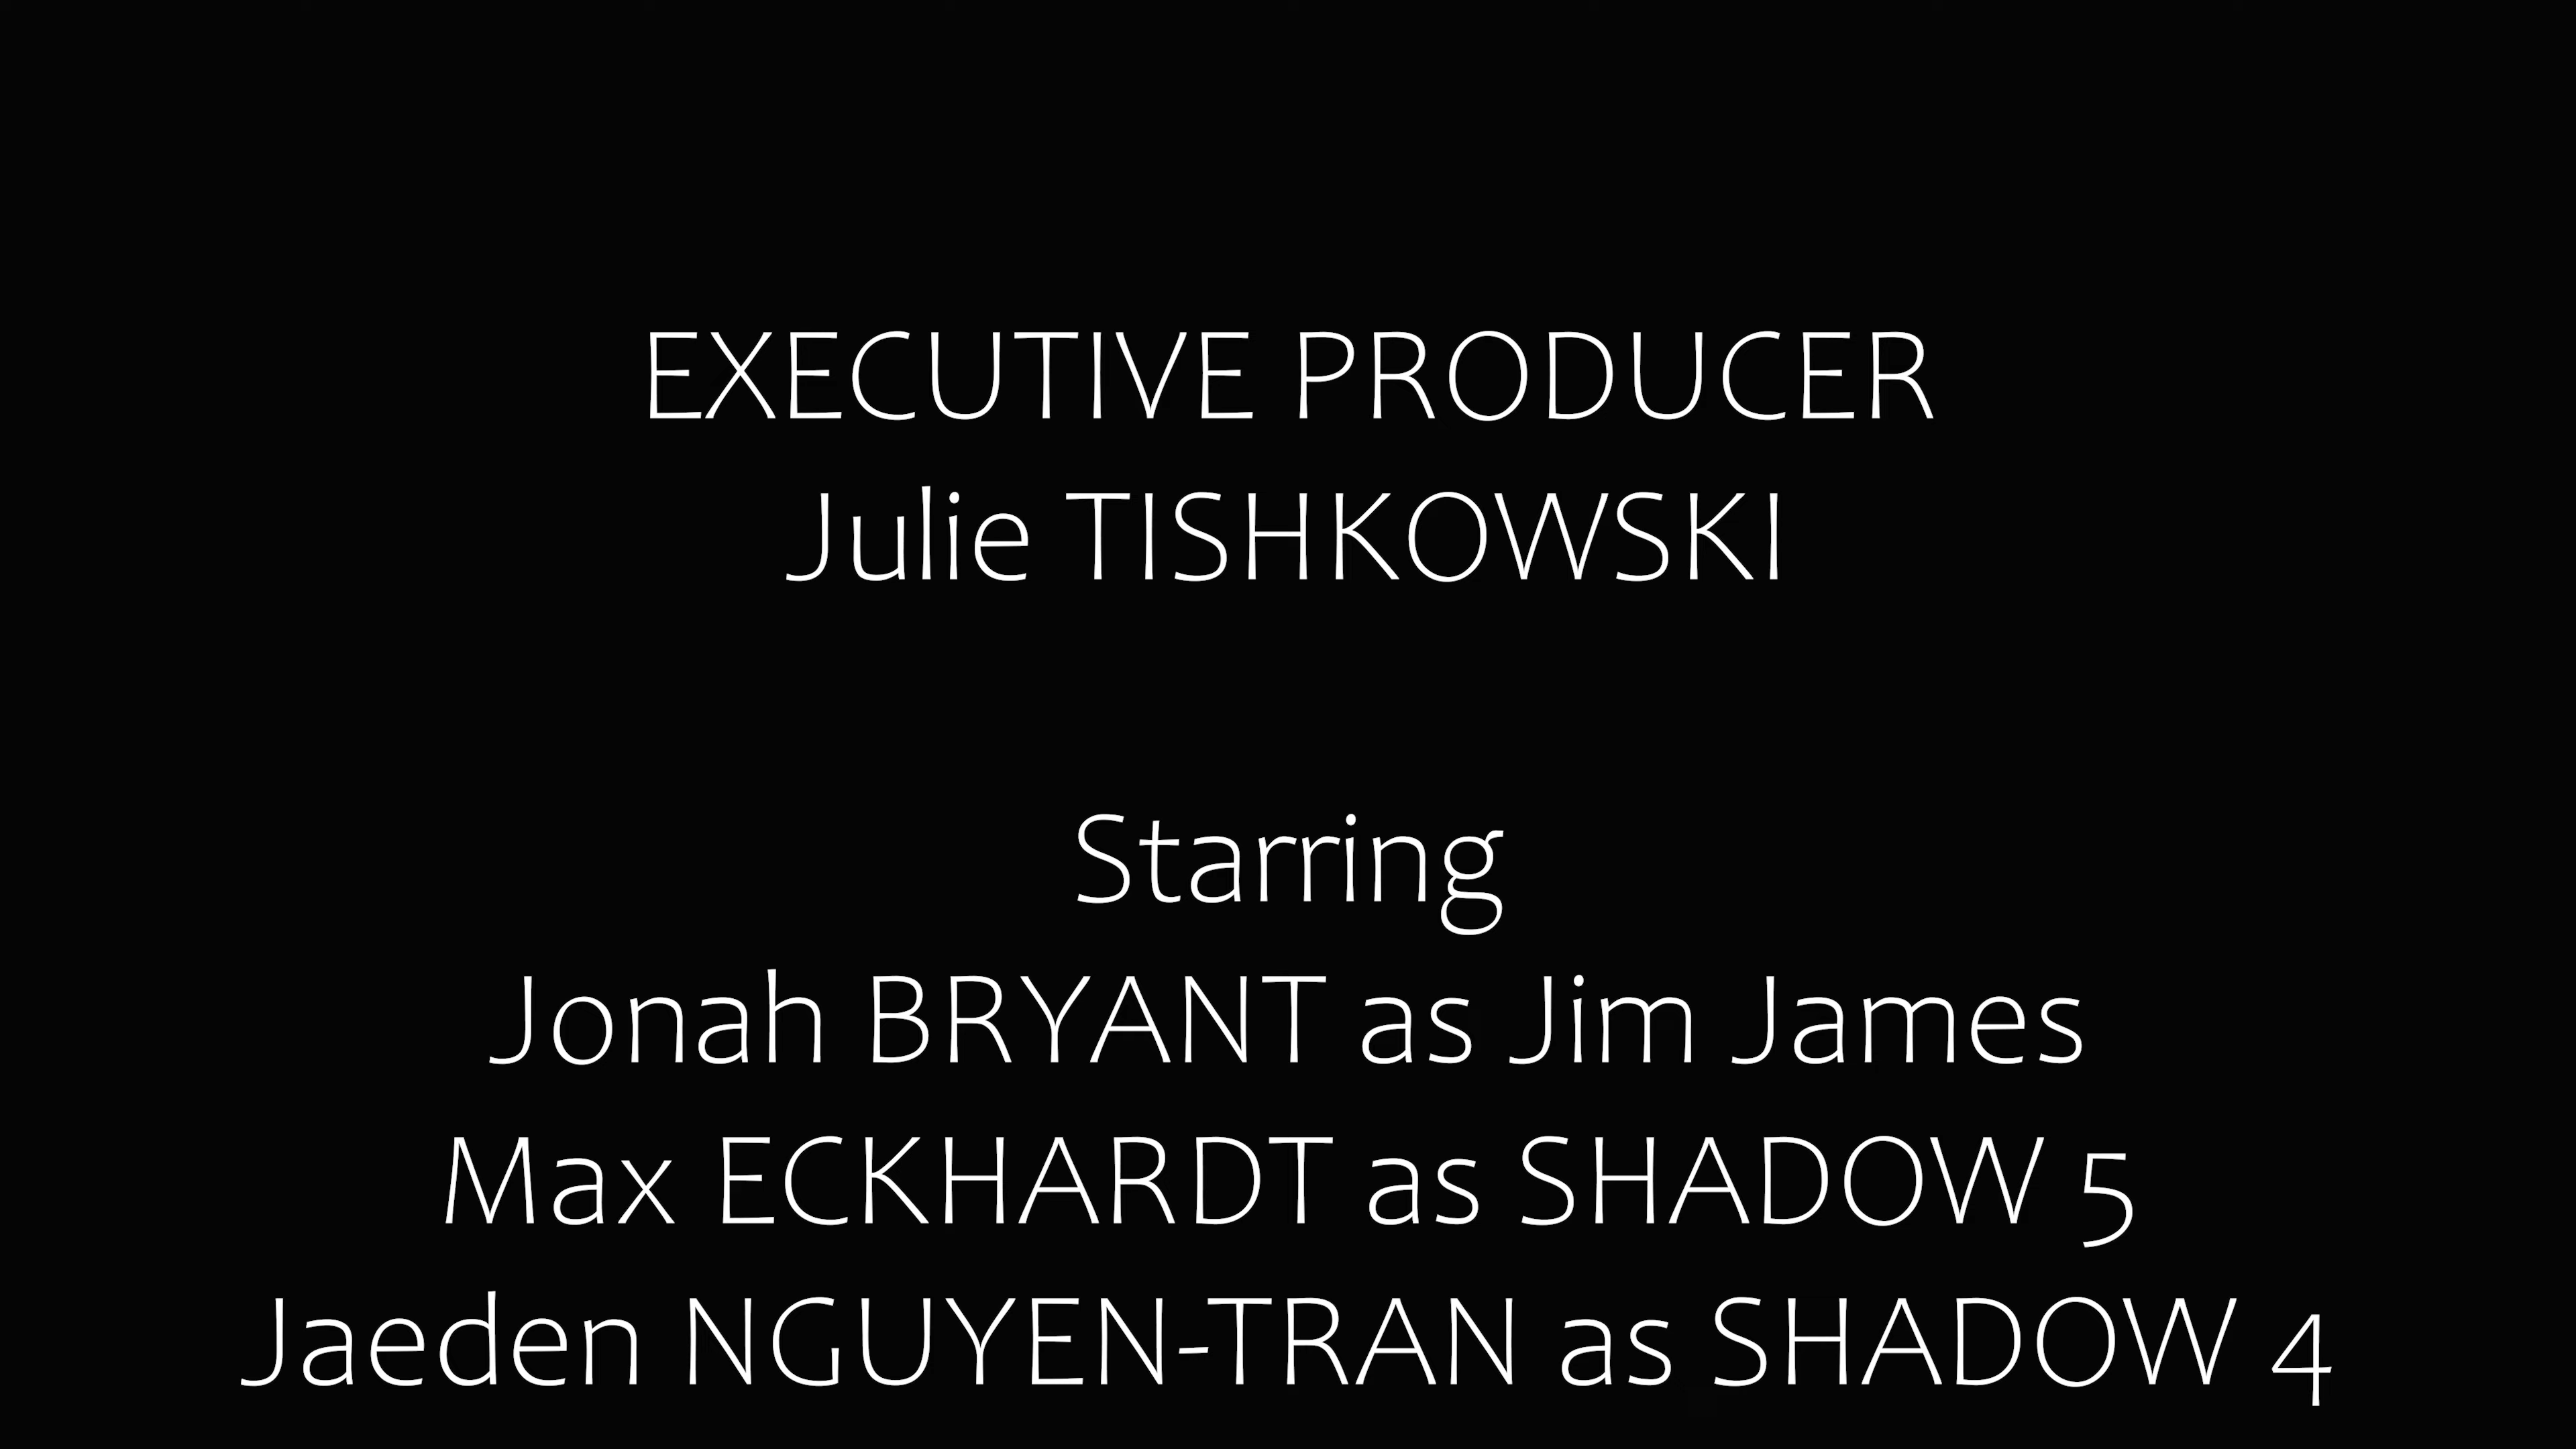 EXECUTIVE PRODUCER
Julie TISHKOWSKI
Starring
Jonah BRYANT as Jim James
Max ECKHARDT as SHADOW 5
Jaeden NGUYEN-TRAN as SHADOW 4